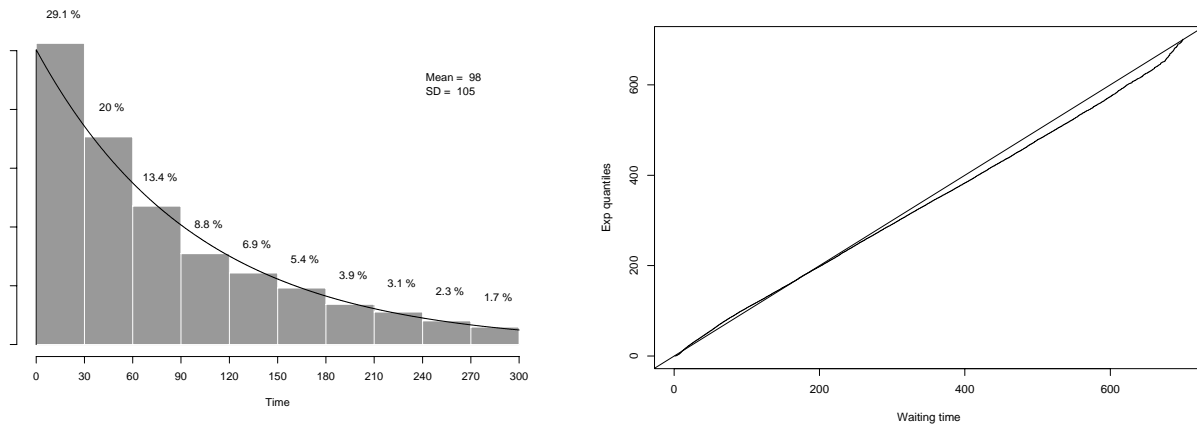 29.1 %
20 %
13.4 %
8.8 %
6.9 %
5.4 %
3.9 %
3.1 %
2.3 %
1.7 %
Mean = 98
SD = 105
0 30 60 90 120 150 180 210 240 270 300
Time
Exp quantiles
600
400
200
0
0 200 400 600
Waiting time